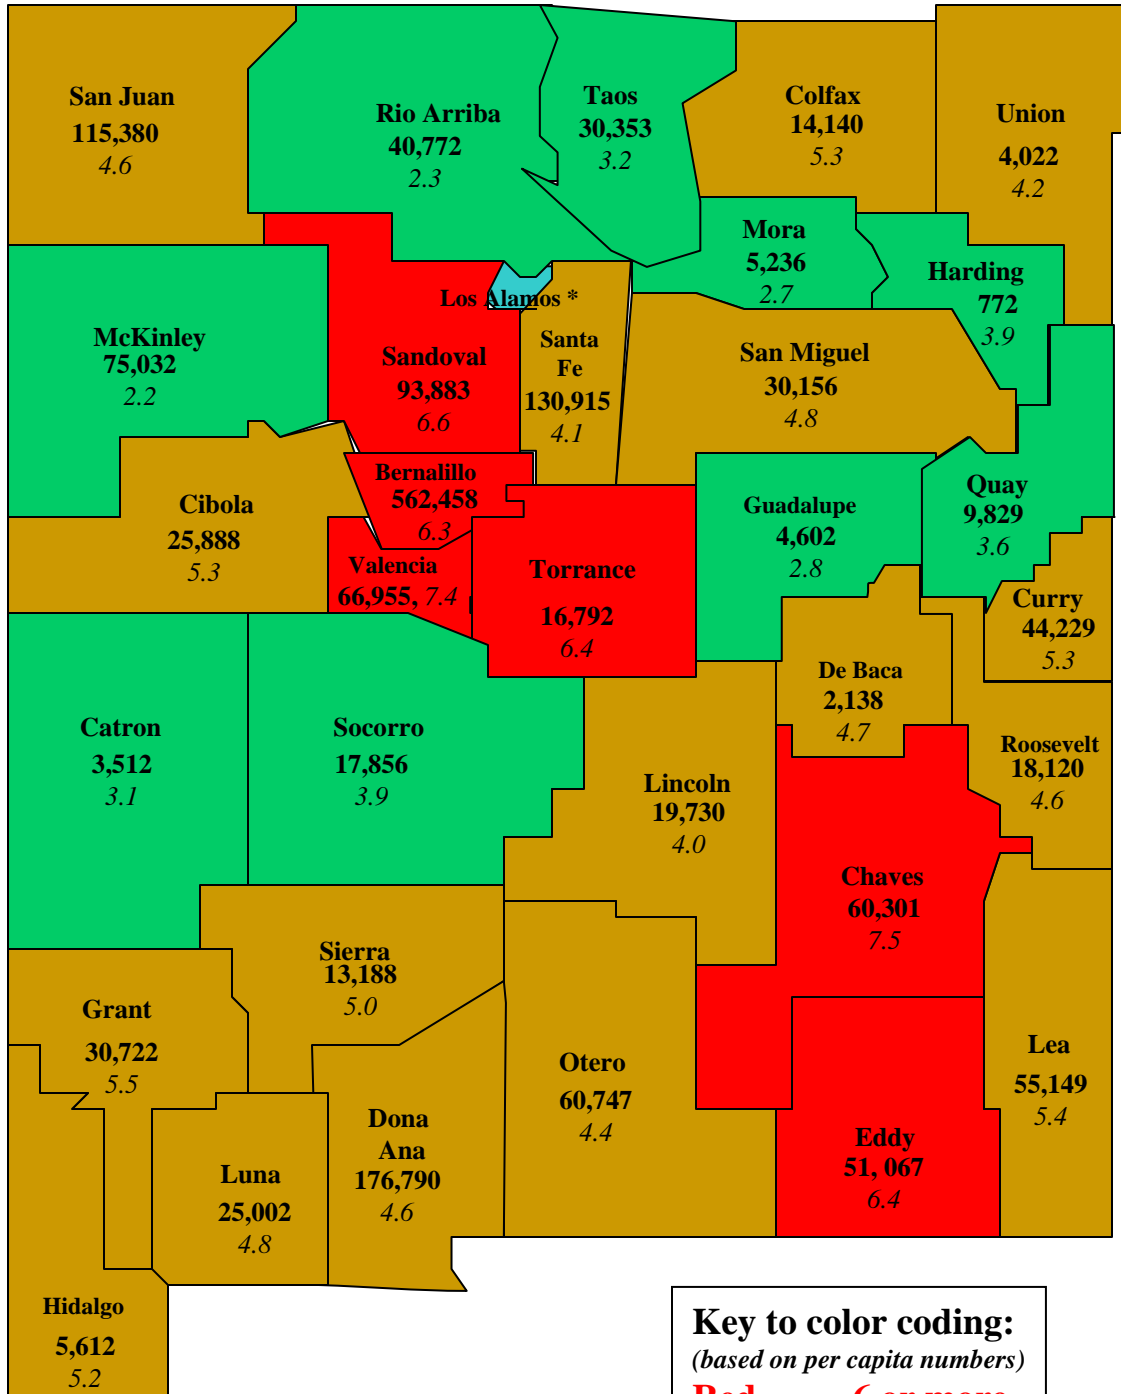 San Juan
115,380
4.6
Rio Arriba
40,772
2.3
Taos
30,353
3.2
Colfax
14,140
5.3
Union
4,022
4.2
Mora
5,236
2.7
Harding
772
3.9
Los Alamos *
McKinley
75,032
2.2
Sandoval
93,883
6.6
Santa
Fe
130,915
4.1
San Miguel
30,156
4.8
Bernalillo
562,458
6.3
Cibola
25,888
5.3
Guadalupe
4,602
2.8
Quay
9,829
3.6
Valencia
66,955, 7.4
Torrance
16,792
6.4
Curry
44,229
5.3
De Baca
2,138
4.7
Catron
3,512
3.1
Socorro
17,856
3.9
Roosevelt
18,120
4.6
Lincoln
19,730
4.0
Chaves
60,301
7.5
Sierra
13,188
5.0
Grant
30,722
5.5
Otero
60,747
4.4
Lea
55,149
5.4
Dona
Ana
176,790
4.6
Eddy
51, 067
6.4
Luna
25,002
4.8
Hidalgo
5,612
5.2
Key to color coding:
(based on per capita numbers)
Red 6 or more